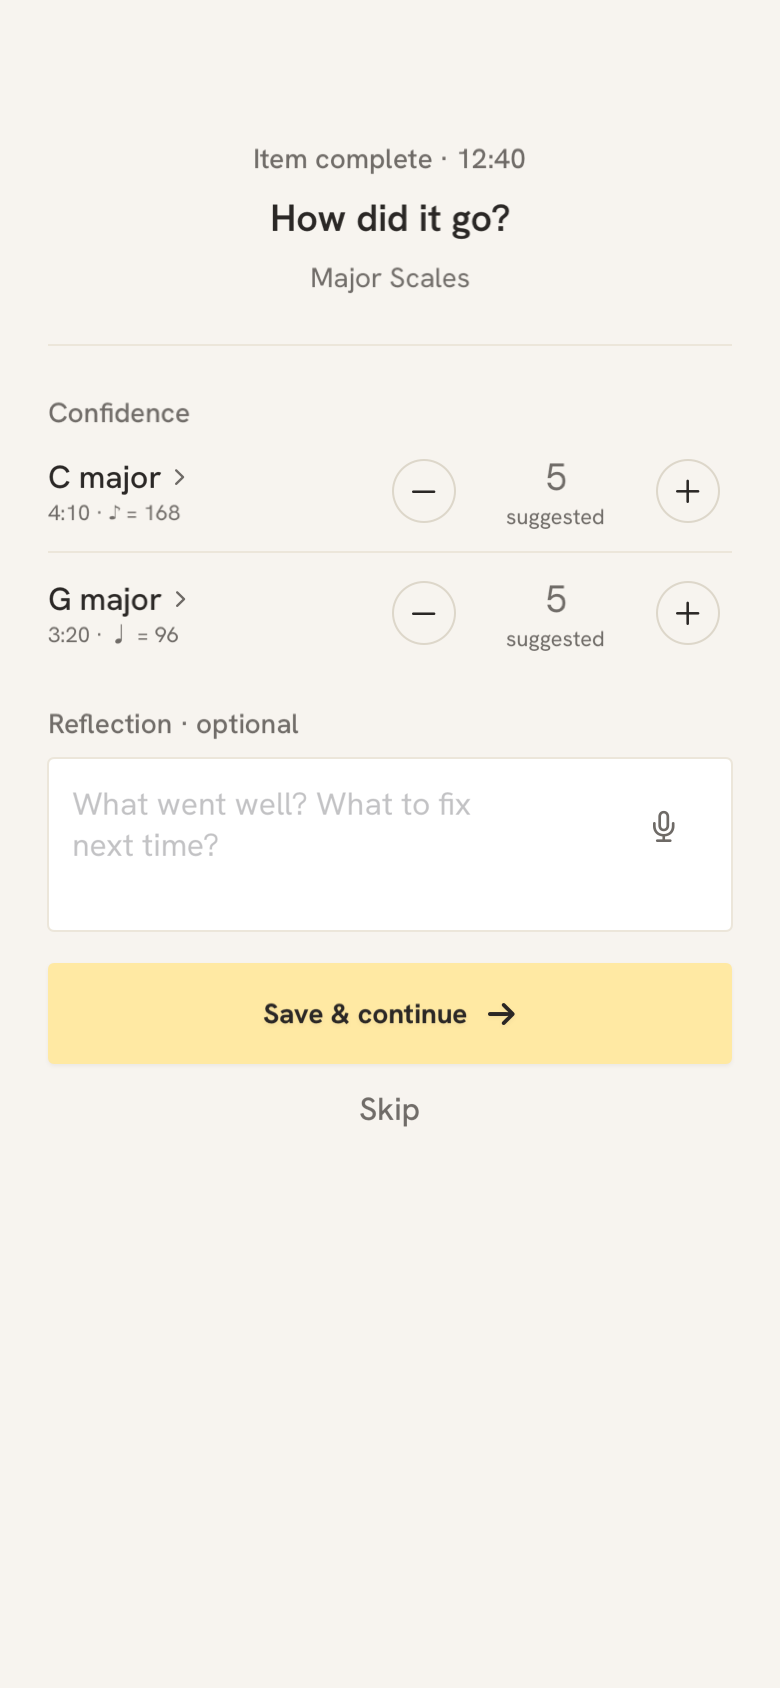 Item complete · 12:40
How did it go?
Major Scales
Confidence
C major >
4:10 · ♪ = 168
− 5 +
suggested
G major >
3:20 · ♩ = 96
− 5 +
suggested
Reflection · optional
What went well? What to fix
next time?
Save & continue →
Skip